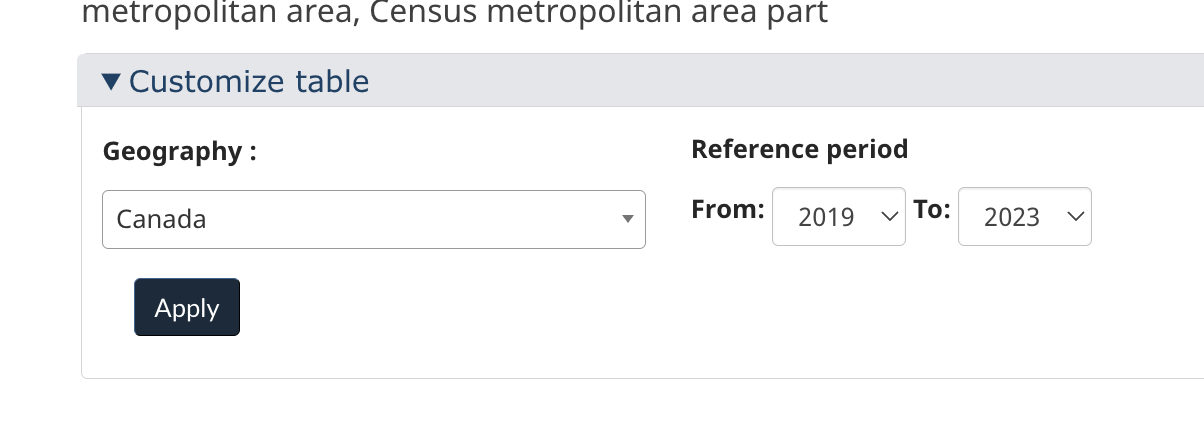 metropolitan area, Census metropolitan area part
▼ Customize table
Geography :
Canada
Reference period
From: 2019 To: 2023
Apply